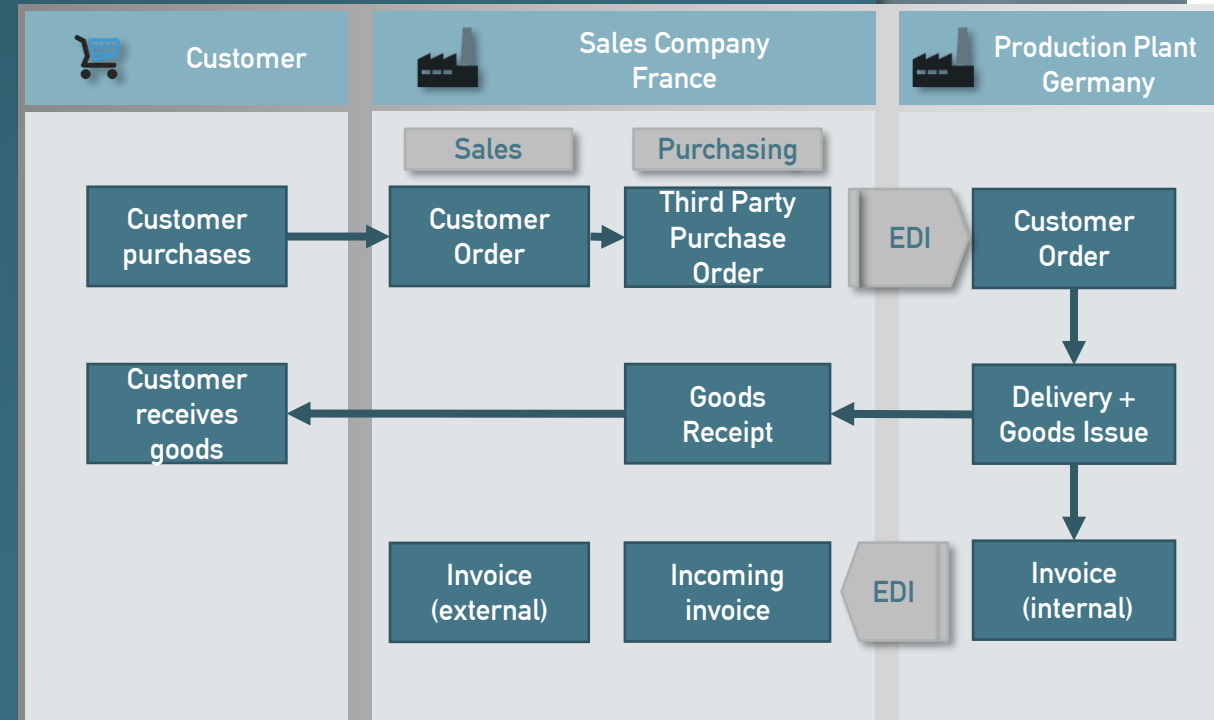 Customer
Sales Company
France
Production Plant
Germany
Sales
Purchasing
Customer
purchases
Customer
Order
Third Party
Purchase
Order
EDI
Customer
Order
Customer
receives
goods
Goods
Receipt
Delivery +
Goods Issue
Invoice
(external)
Incoming
invoice
EDI
Invoice
(internal)